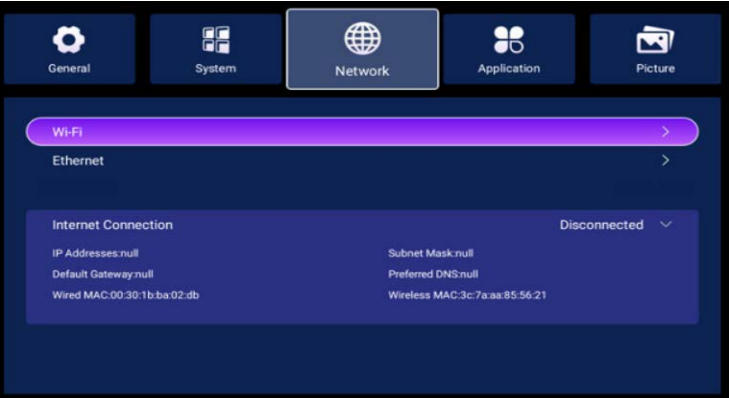 General System Network Application Picture
Wi-Fi
Ethernet
Internet Connection Disconnected
IP Addresses:null Subnet Mask:null
Default Gateway:null Preferred DNS:null
Wired MAC:00:30:1b:ba:02:db Wireless MAC:3c:7a:aa:85:56:21